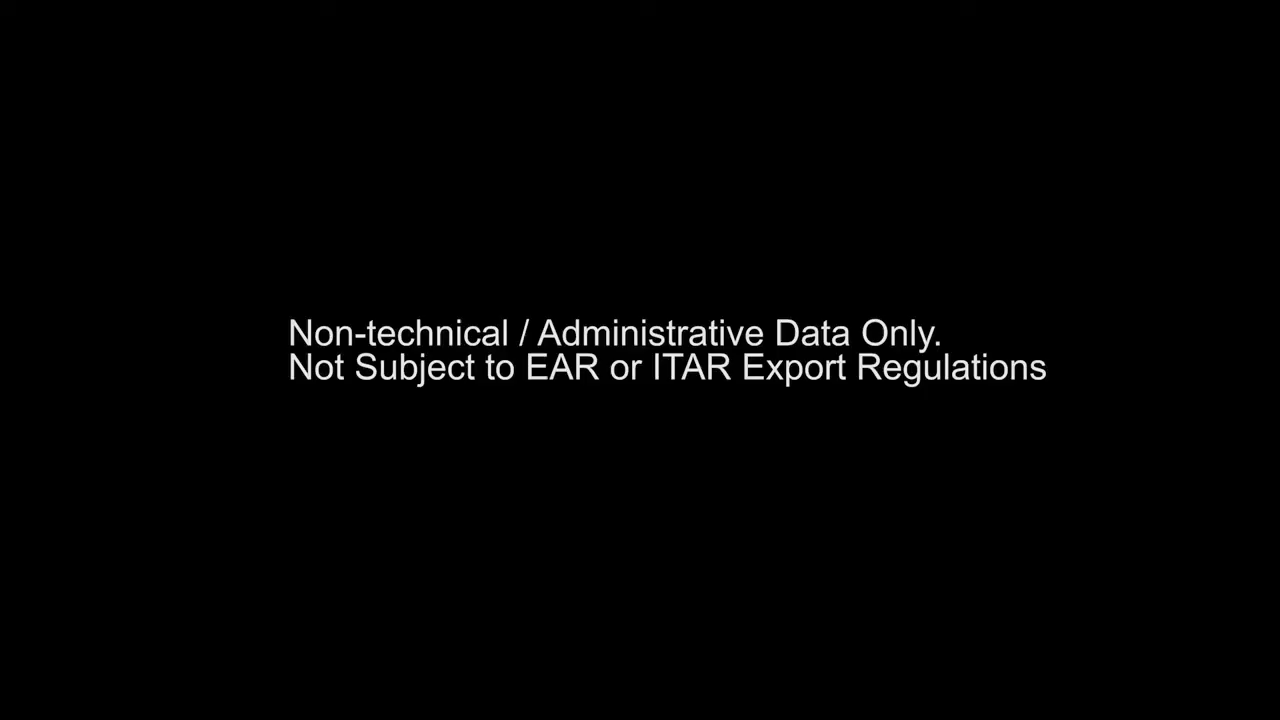 Non-technical / Administrative Data Only.
Not Subject to EAR or ITAR Export Regulations